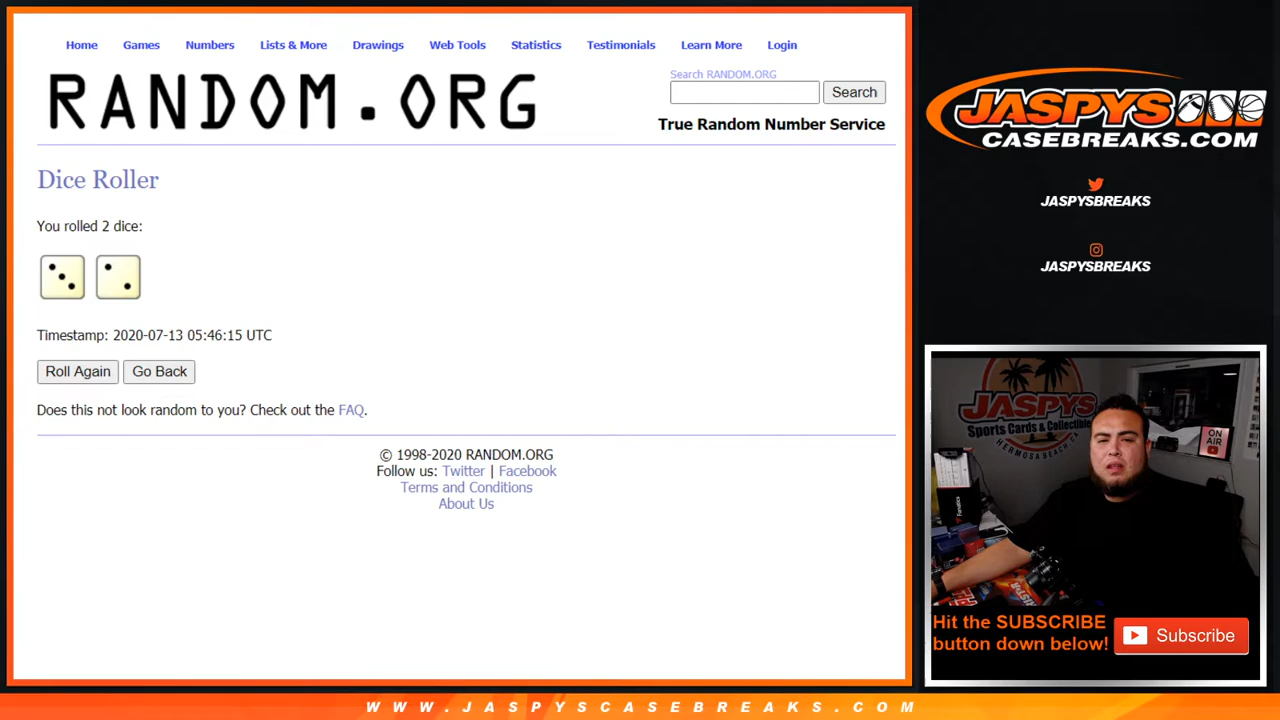 Home Games Numbers Lists & More Drawings Web Tools Statistics Testimonials Learn More Login
RANDOM.ORG
Search RANDOM.ORG
Search
True Random Number Service
Dice Roller
You rolled 2 dice:
Timestamp: 2020-07-13 05:46:15 UTC
Roll Again Go Back
Does this not look random to you? Check out the FAQ.
© 1998-2020 RANDOM.ORG
Follow us: Twitter | Facebook
Terms and Conditions
About Us
JASPYS
CASEBREAKS.COM
JASPYSBREAKS
JASPYSBREAKS
JASPYS
Sports Cards & Collectible
HERMOSA BEACH, CA
ON
AIR
Fanatics
Hit the SUBSCRIBE
button down below!
Subscribe
WWW.JASPYSCASEBREAKS.COM